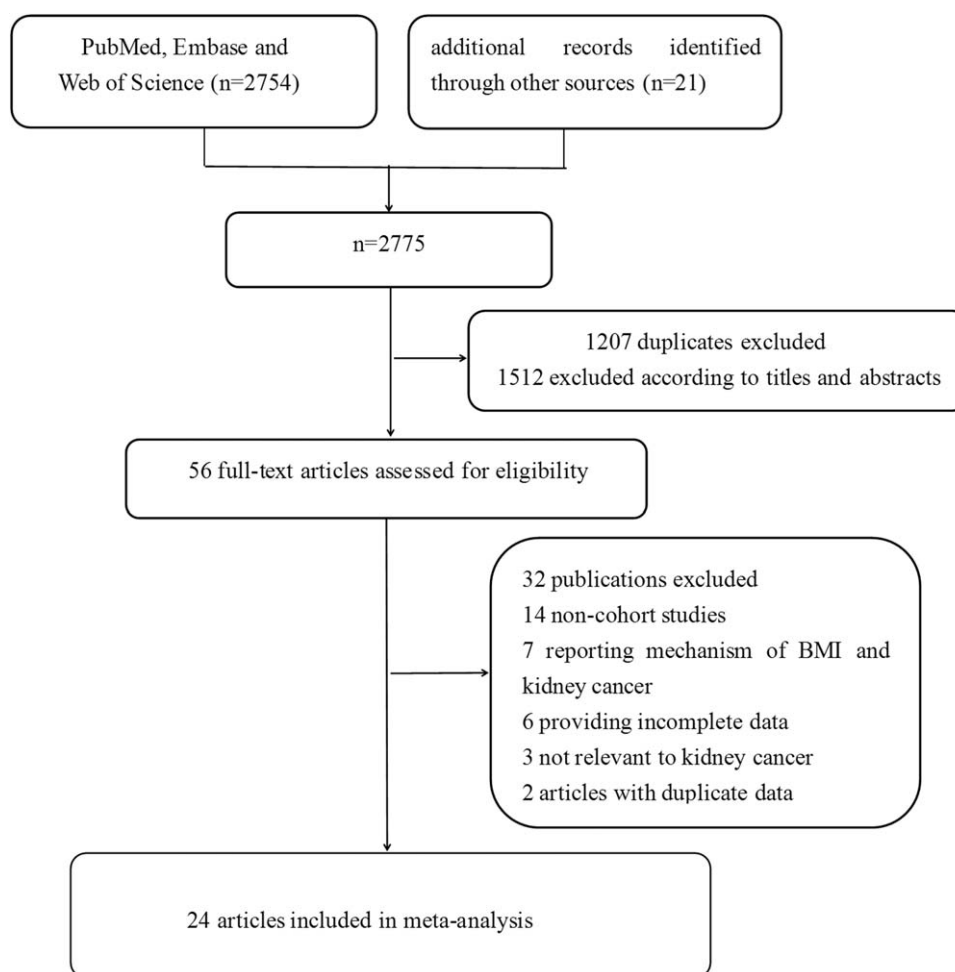 PubMed, Embase and
Web of Science (n=2754)
additional records identified
through other sources (n=21)
n=2775
1207 duplicates excluded
1512 excluded according to titles and abstracts
56 full-text articles assessed for eligibility
32 publications excluded
14 non-cohort studies
7 reporting mechanism of BMI and
kidney cancer
6 providing incomplete data
3 not relevant to kidney cancer
2 articles with duplicate data
24 articles included in meta-analysis